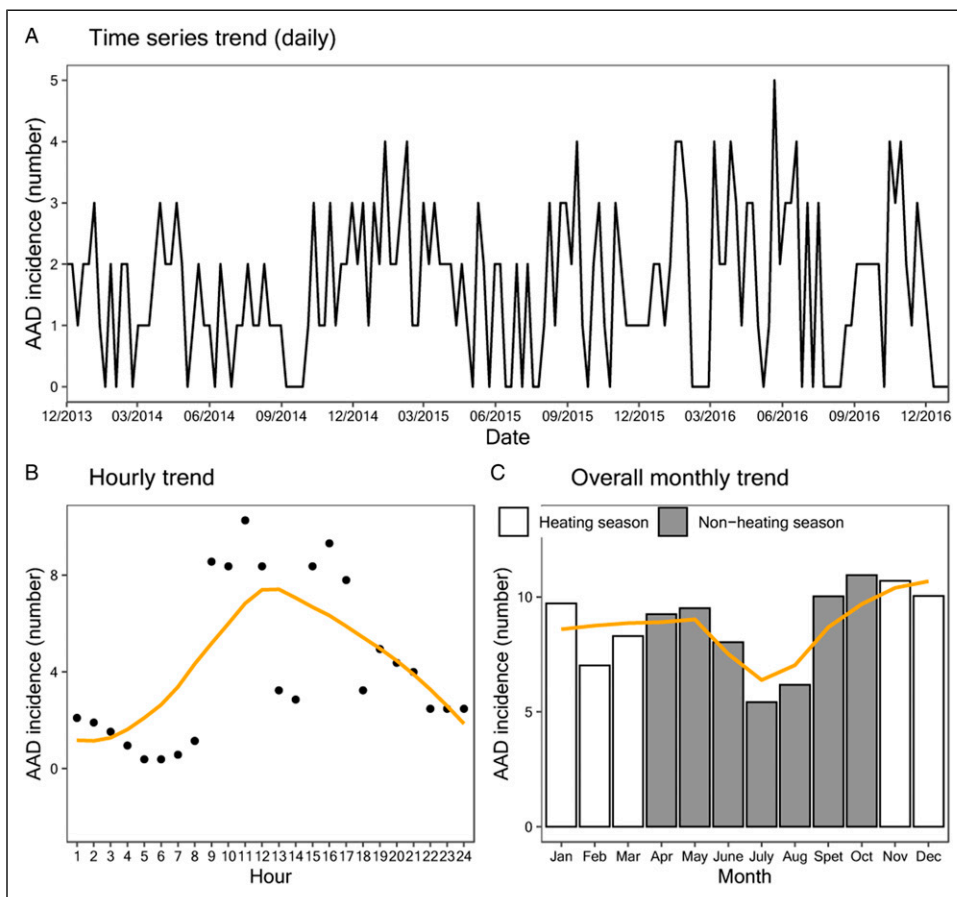 A Time series trend (daily)
AAD incidence (number)
5
4
3
2
1
0
12/2013 03/2014 06/2014 09/2014 12/2014 03/2015 06/2015 09/2015 12/2015 03/2016 06/2016 09/2016 12/2016
Date
B Hourly trend
AAD incidence (number)
8
4
0
1 2 3 4 5 6 7 8 9 10 11 12 13 14 15 16 17 18 19 20 21 22 23 24
Hour
C Overall monthly trend
Heating season Non-heating season
AAD incidence (number)
10
5
0
Jan Feb Mar Apr May June July Aug Spet Oct Nov Dec
Month